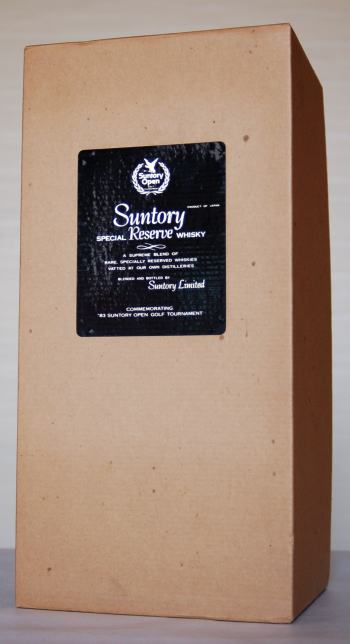 Suntory
Open
PRODUCT OF JAPAN
Suntory
SPECIAL Reserve WHISKY
A SUPREME BLEND OF
RARE, SPECIALLY RESERVED WHISKIES
VATTED AT OUR OWN DISTILLERIES
BLENDED AND BOTTLED BY
Suntory Limited
COMMEMORATING
'83 SUNTORY OPEN GOLF TOURNAMENT